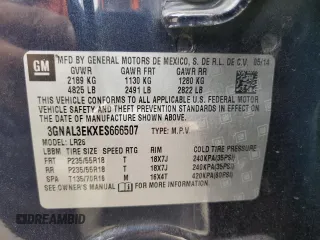 GM
MFD BY GENERAL MOTORS DE MEXICO, S. DE R.L. DE C.V. 05/14
GVWR GAWR FRT GAWR RR
2189 KG 1130 KG 1280 KG
4825 LB 2491 LB 2822 LB
THIS VEHICLE CONFORMS TO ALL APPLICABLE U.S. FEDERAL MOTOR
VEHICLE SAFETY, BUMPER, AND THEFT PREVENTION STANDARDS IN
EFFECT ON THE DATE OF MANUFACTURE SHOWN ABOVE.
3GNAL3EKXES666507 TYPE: M.P.V
MODEL: LR26
TIRE SIZE SPEED RTG RIM COLD TIRE PRESSURE
FRT P235/55R18 T 18X7J 240KPA(35PSI)
RR P235/55R18 T 18X7J 240KPA(35PSI)
SPA T135/70R16 M 16X4T 420KPA(60PSI)
SEE OWNER'S MANUAL FOR MORE INFORMATION.
DREAMBID